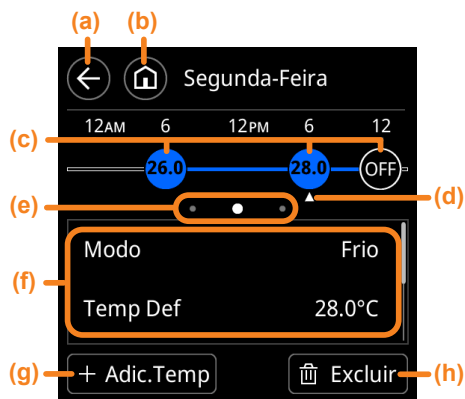 (a) (b)
Segunda-Feira
12AM 6 12PM 6 12
(c)
26.0 28.0 OFF
(d)
(e)
Modo Frio
(f)
Temp Def 28.0°C
(g) + Adic.Temp Excluir (h)